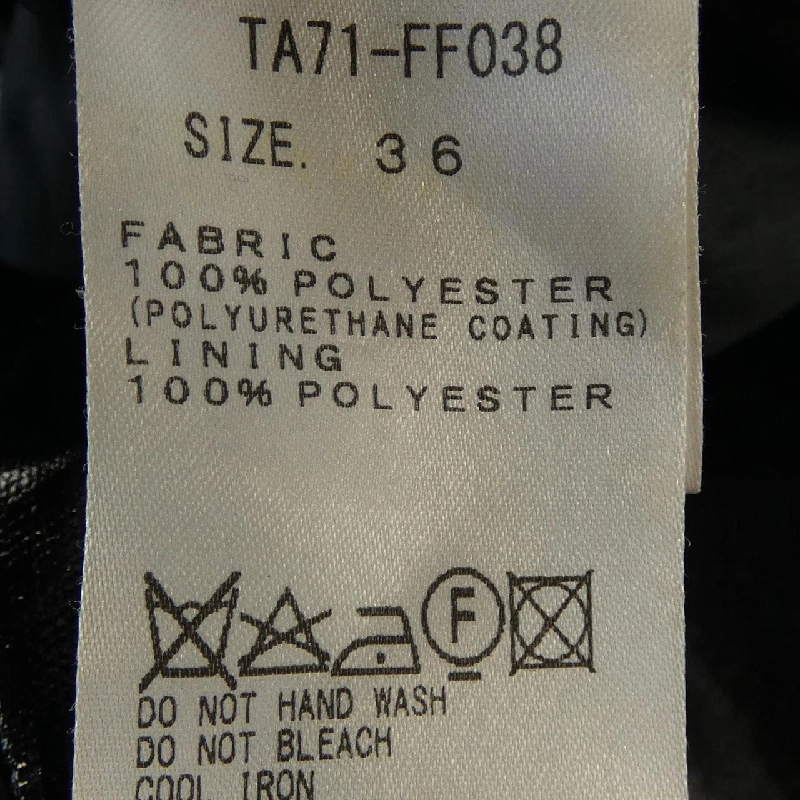 TA71-FF038
SIZE. 36
FABRIC
100% POLYESTER
(POLYURETHANE COATING)
LINING
100% POLYESTER
F
DO NOT HAND WASH
DO NOT BLEACH
COOL IRON